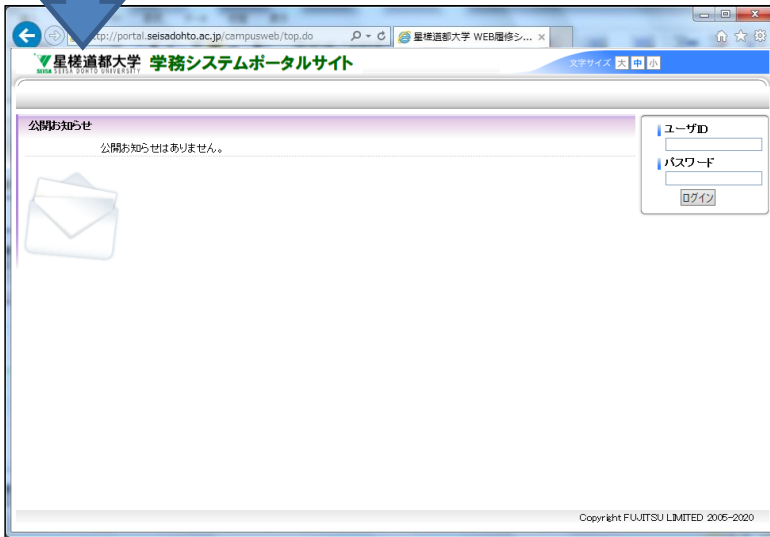 tp://portal.seisadohto.ac.jp/campusweb/top.do
星槎道都大学 WEB履修シ...
星槎道都大学 学務システムポータルサイト
SEISA SEISA DOHTO UNIVERSITY
文字サイズ 大 中 小
公開お知らせ
公開お知らせはありません。
ユーザID
パスワード
ログイン
Copyright FUJITSU LIMITED 2005-2020